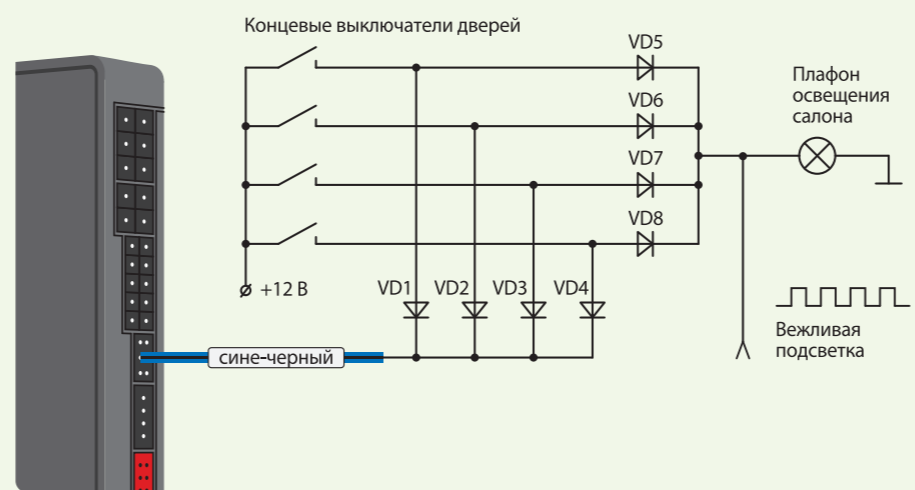 Концевые выключатели дверей
VD5
Плафон
освещения
салона
VD6
VD7
VD8
+12 В
VD1
VD2
VD3
VD4
сине-черный
Вежливая
подсветка